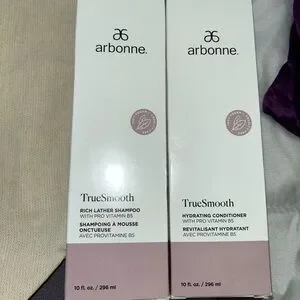 arbonne.
TrueSmooth
RICH LATHER SHAMPOO
WITH PRO VITAMIN B5
SHAMPOING À MOUSSE
ONCTUEUSE
AVEC PROVITAMINE B5
10 fl. oz. / 296 ml
arbonne.
TrueSmooth
HYDRATING CONDITIONER
WITH PRO VITAMIN B5
REVITALISANT HYDRATANT
AVEC PROVITAMINE B5
10 fl. oz. / 296 ml